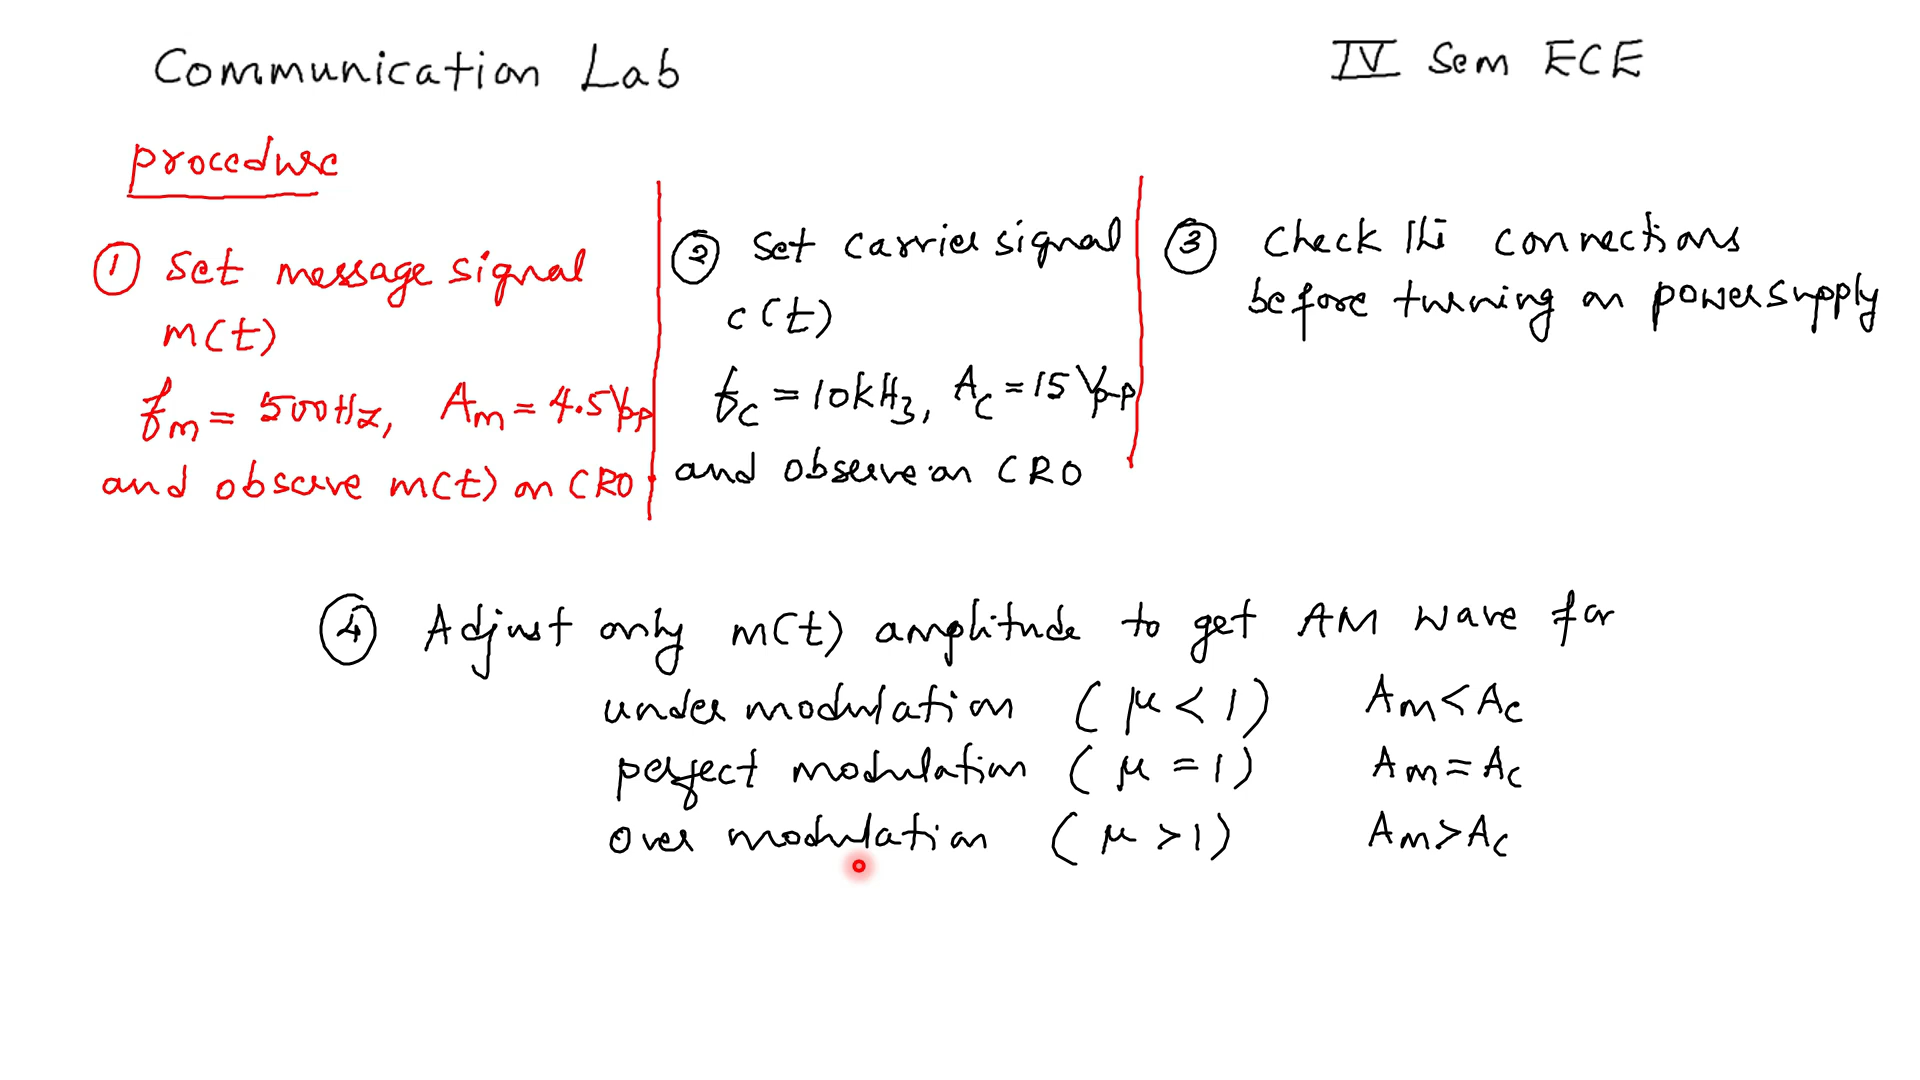 Communication Lab
IV Sem ECE
procedure
① Set message signal
m(t)
fm = 500Hz, Am = 4.5Vp-p
and observe m(t) on CRO
② Set carrier signal
c(t)
fc = 10kHz, Ac = 15Vp-p
and observe on CRO
③ Check the connections
before turning on power supply
④ Adjust only m(t) amplitude to get AM wave for
under modulation (μ < 1) Am < Ac
perfect modulation (μ = 1) Am = Ac
over modulation (μ > 1) Am > Ac